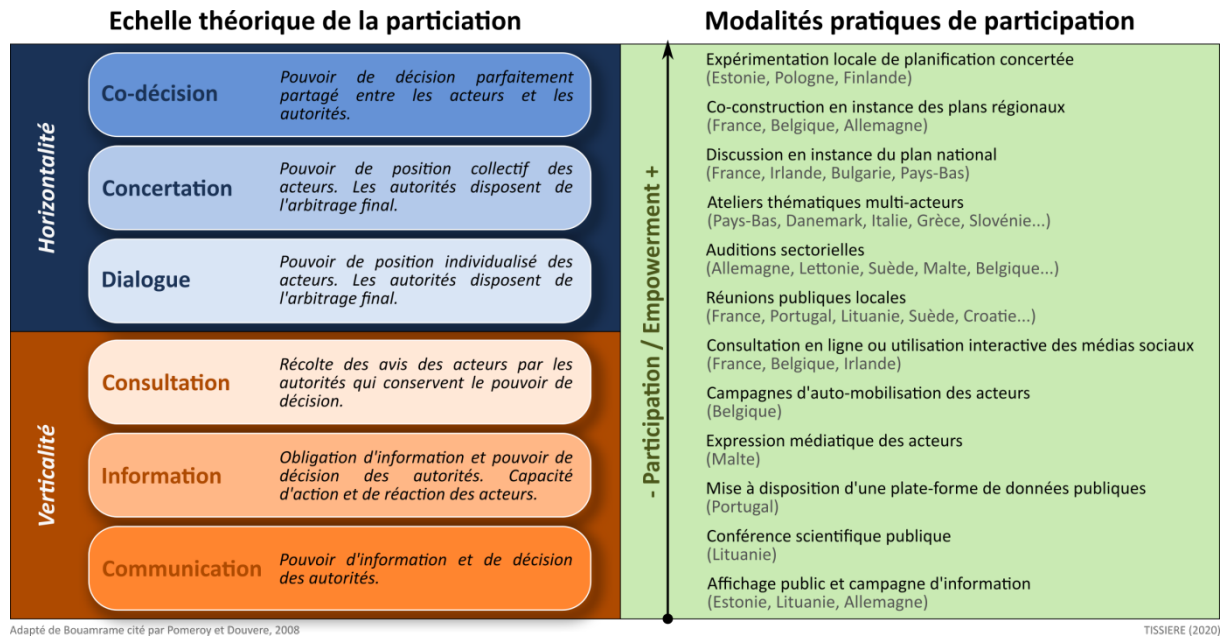 Echelle théorique de la particiation
Modalités pratiques de participation
Horizontalité
Co-décision
Pouvoir de décision parfaitement
partagé entre les acteurs et les
autorités.
Concertation
Pouvoir de position collectif des
acteurs. Les autorités disposent de
l'arbitrage final.
Dialogue
Pouvoir de position individualisé des
acteurs. Les autorités disposent de
l'arbitrage final.
Verticalité
Consultation
Récolte des avis des acteurs par les
autorités qui conservent le pouvoir de
décision.
Information
Obligation d'information et pouvoir de
décision des autorités. Capacité
d'action et de réaction des acteurs.
Communication
Pouvoir d'information et de décision
des autorités.
- Participation / Empowerment +
Expérimentation locale de planification concertée
(Estonie, Pologne, Finlande)
Co-construction en instance des plans régionaux
(France, Belgique, Allemagne)
Discussion en instance du plan national
(France, Irlande, Bulgarie, Pays-Bas)
Ateliers thématiques multi-acteurs
(Pays-Bas, Danemark, Italie, Grèce, Slovénie...)
Auditions sectorielles
(Allemagne, Lettonie, Suède, Malte, Belgique...)
Réunions publiques locales
(France, Portugal, Lituanie, Suède, Croatie...)
Consultation en ligne ou utilisation interactive des médias sociaux
(France, Belgique, Irlande)
Campagnes d'auto-mobilisation des acteurs
(Belgique)
Expression médiatique des acteurs
(Malte)
Mise à disposition d'une plate-forme de données publiques
(Portugal)
Conférence scientifique publique
(Lituanie)
Affichage public et campagne d'information
(Estonie, Lituanie, Allemagne)
Adapté de Bouamrame cité par Pomeroy et Douvere, 2008
TISSIERE (2020)